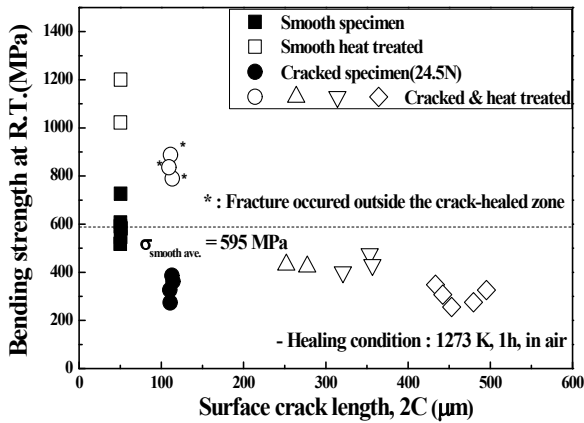 Bending strength at R.T.(MPa)
1400
1200
1000
800
600
400
200
0
Smooth specimen
Smooth heat treated
Cracked specimen(24.5N)
Cracked & heat treated
*
*
*
* : Fracture occured outside the crack-healed zone
σsmooth ave. = 595 MPa
- Healing condition : 1273 K, 1h, in air
0 100 200 300 400 500 600
Surface crack length, 2C (μm)